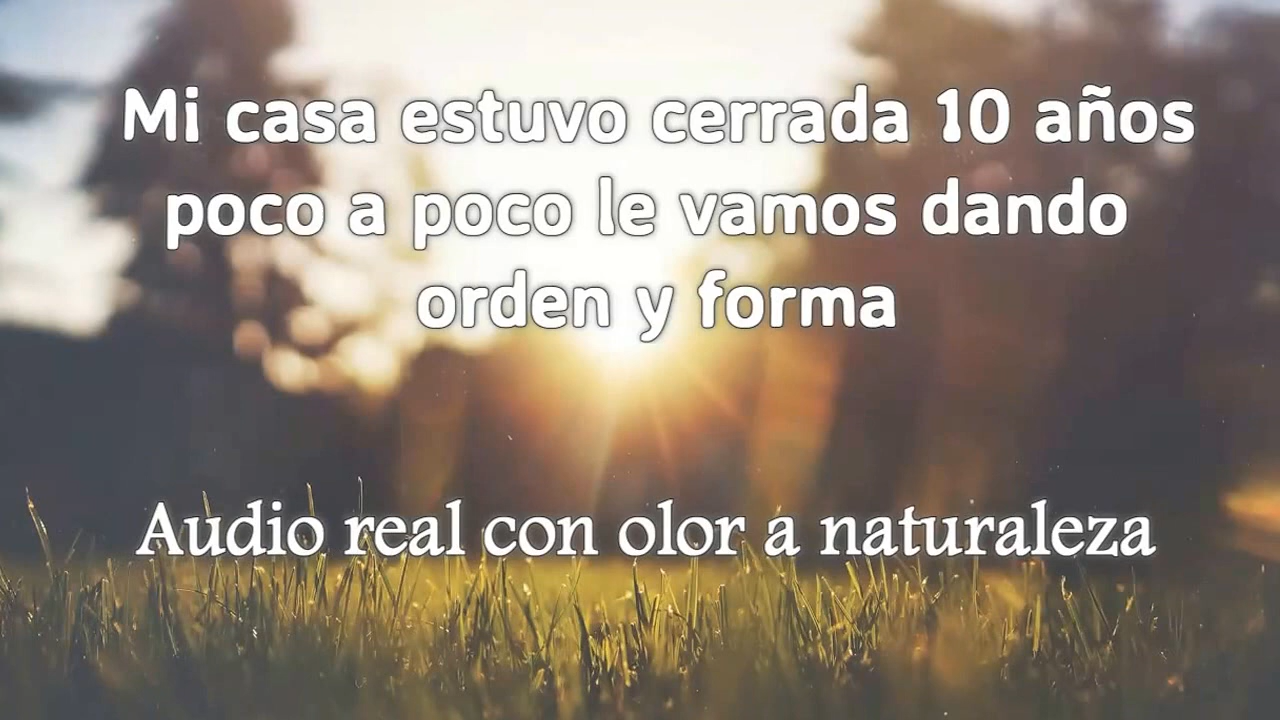 Mi casa estuvo cerrada 10 años
poco a poco le vamos dando
orden y forma
Audio real con olor a naturaleza